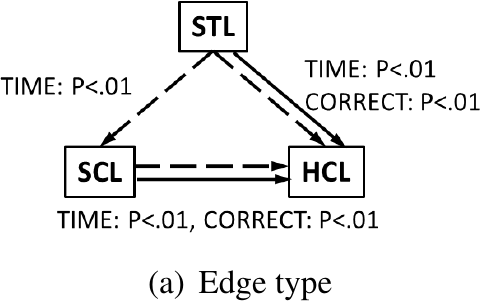 STL
TIME: P<.01
TIME: P<.01
CORRECT: P<.01
SCL
HCL
TIME: P<.01, CORRECT: P<.01
(a) Edge type